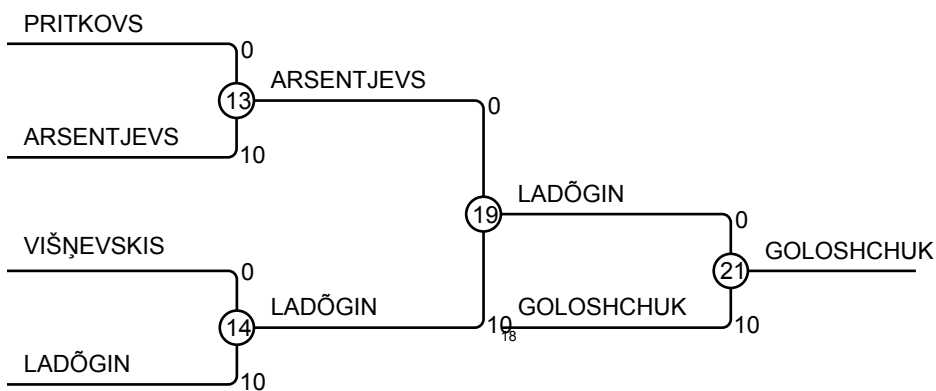 PRITKOVS
0
13
ARSENTJEVS
0
ARSENTJEVS
10
19
LADÕGIN
0
VIŠŅEVSKIS
0
21
GOLOSHCHUK
14
LADÕGIN
10
18
GOLOSHCHUK
10
LADÕGIN
10